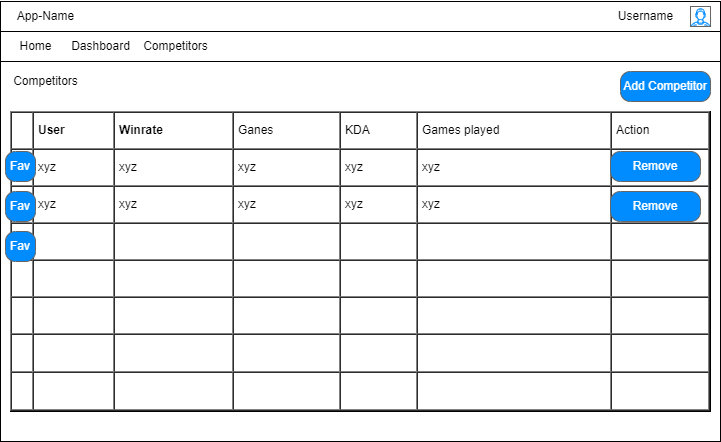 App-Name Username
Home Dashboard Competitors
Competitors Add Competitor
User Winrate Ganes KDA Games played Action
Fav xyz xyz xyz xyz xyz Remove
Fav xyz xyz xyz xyz xyz Remove
Fav